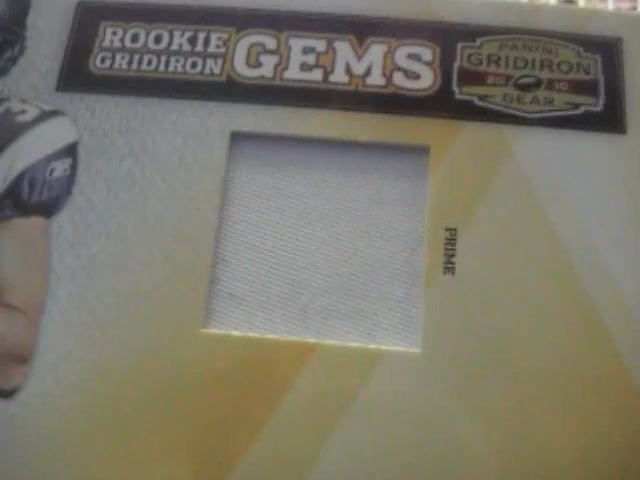 ROOKIE
GRIDIRON
GEMS
PANINI
GRIDIRON
20 10
GEAR
PRIME